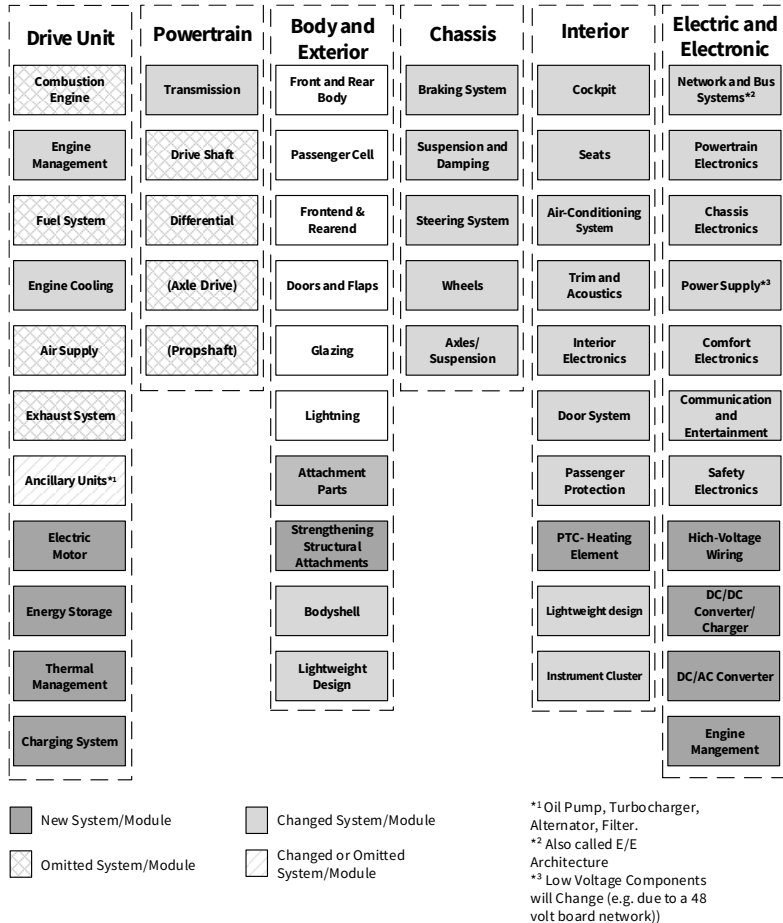 Drive Unit
Combustion
Engine
Engine
Management
Fuel System
Engine Cooling
Air Supply
Exhaust System
Ancillary Units*¹
Electric
Motor
Energy Storage
Thermal
Management
Charging System
Powertrain
Transmission
Drive Shaft
Differential
(Axle Drive)
(Propshaft)
Body and
Exterior
Front and Rear
Body
Passenger Cell
Frontend &
Rearend
Doors and Flaps
Glazing
Lightning
Attachment
Parts
Strengthening
Structural
Attachments
Bodyshell
Lightweight
Design
Chassis
Braking System
Suspension and
Damping
Steering System
Wheels
Axles/
Suspension
Interior
Cockpit
Seats
Air-Conditioning
System
Trim and
Acoustics
Interior
Electronics
Door System
Passenger
Protection
PTC- Heating
Element
Lightweight design
Instrument Cluster
Electric and
Electronic
Network and Bus
Systems*²
Powertrain
Electronics
Chassis
Electronics
Power Supply*³
Comfort
Electronics
Communication
and
Entertainment
Safety
Electronics
Hich-Voltage
Wiring
DC/DC
Converter/
Charger
DC/AC Converter
Engine
Mangement
New System/Module
Changed System/Module
Omitted System/Module
Changed or Omitted
System/Module
*¹ Oil Pump, Turbocharger,
Alternator, Filter.
*² Also called E/E
Architecture
*³ Low Voltage Components
will Change (e.g. due to a 48
volt board network))